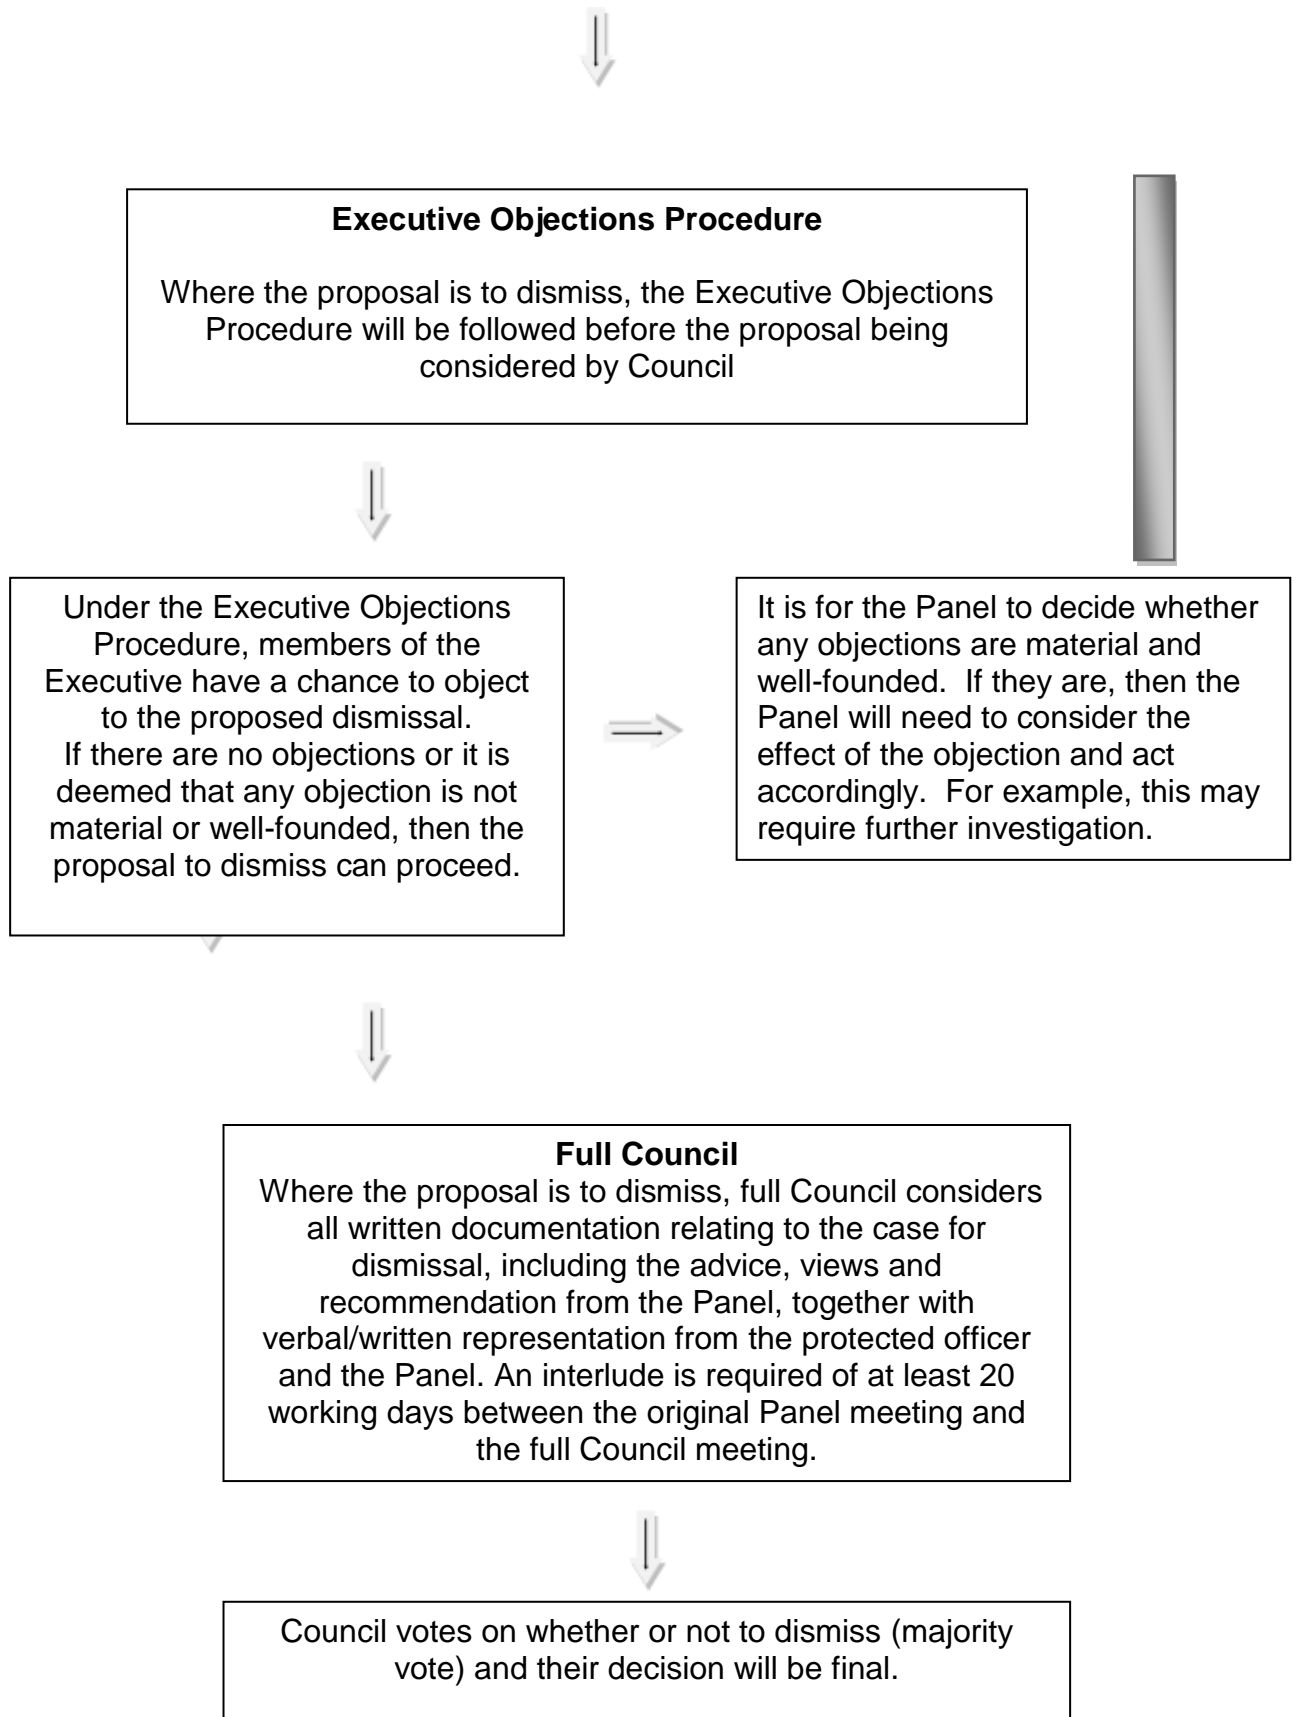 Executive Objections Procedure
Where the proposal is to dismiss, the Executive Objections
Procedure will be followed before the proposal being
considered by Council
Under the Executive Objections
Procedure, members of the
Executive have a chance to object
to the proposed dismissal.
If there are no objections or it is
deemed that any objection is not
material or well-founded, then the
proposal to dismiss can proceed.
It is for the Panel to decide whether
any objections are material and
well-founded.  If they are, then the
Panel will need to consider the
effect of the objection and act
accordingly.  For example, this may
require further investigation.
Full Council
Where the proposal is to dismiss, full Council considers
all written documentation relating to the case for
dismissal, including the advice, views and
recommendation from the Panel, together with
verbal/written representation from the protected officer
and the Panel. An interlude is required of at least 20
working days between the original Panel meeting and
the full Council meeting.
Council votes on whether or not to dismiss (majority
vote) and their decision will be final.